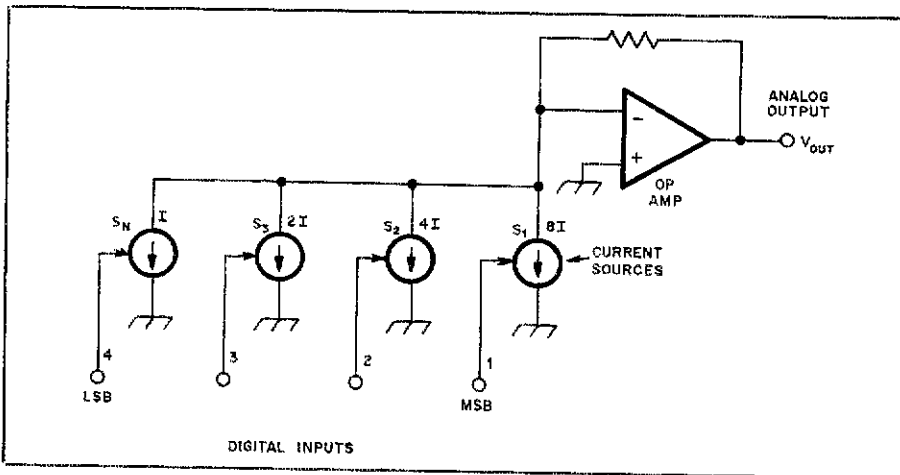 ANALOG
OUTPUT
V_OUT
−
+
OP
AMP
S_N I
S_3 2I
S_2 4I
S_1 8I
CURRENT
SOURCES
4
3
2
1
LSB
MSB
DIGITAL INPUTS